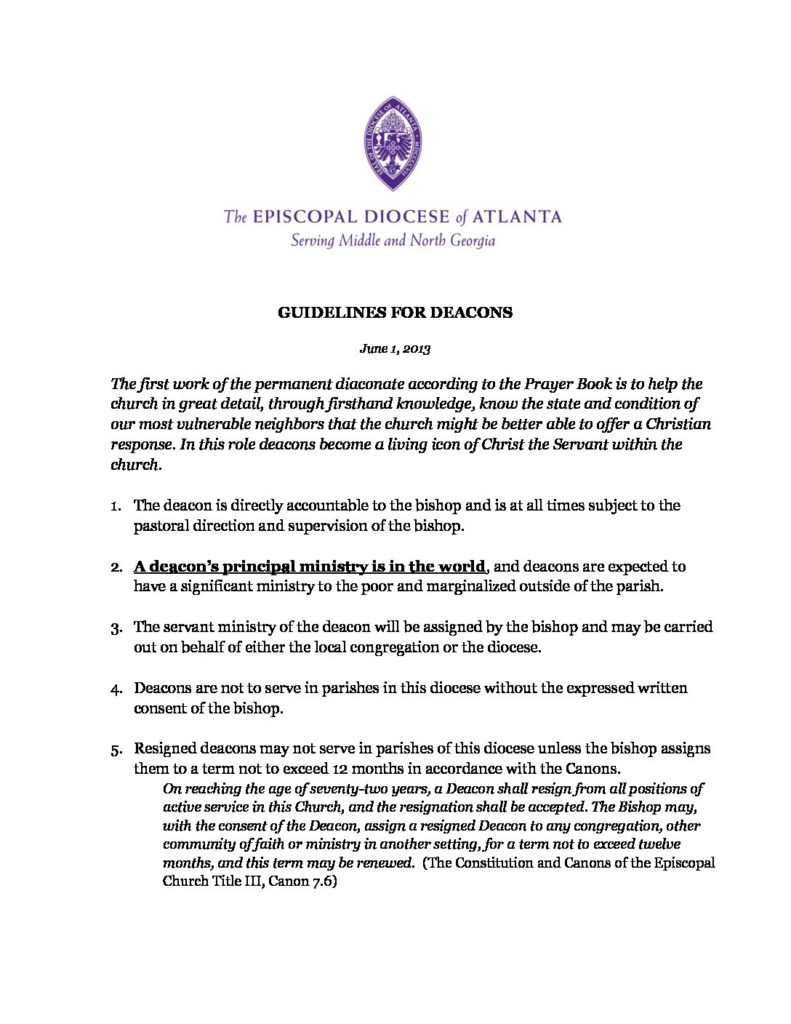 SEAL OF THE DIOCESE OF ATLANTA
The EPISCOPAL DIOCESE of ATLANTA
Serving Middle and North Georgia
GUIDELINES FOR DEACONS
June 1, 2013
The first work of the permanent diaconate according to the Prayer Book is to help the
church in great detail, through firsthand knowledge, know the state and condition of
our most vulnerable neighbors that the church might be better able to offer a Christian
response. In this role deacons become a living icon of Christ the Servant within the
church.
1. The deacon is directly accountable to the bishop and is at all times subject to the
pastoral direction and supervision of the bishop.
2. A deacon's principal ministry is in the world, and deacons are expected to
have a significant ministry to the poor and marginalized outside of the parish.
3. The servant ministry of the deacon will be assigned by the bishop and may be carried
out on behalf of either the local congregation or the diocese.
4. Deacons are not to serve in parishes in this diocese without the expressed written
consent of the bishop.
5. Resigned deacons may not serve in parishes of this diocese unless the bishop assigns
them to a term not to exceed 12 months in accordance with the Canons.
On reaching the age of seventy-two years, a Deacon shall resign from all positions of
active service in this Church, and the resignation shall be accepted. The Bishop may,
with the consent of the Deacon, assign a resigned Deacon to any congregation, other
community of faith or ministry in another setting, for a term not to exceed twelve
months, and this term may be renewed. (The Constitution and Canons of the Episcopal
Church Title III, Canon 7.6)